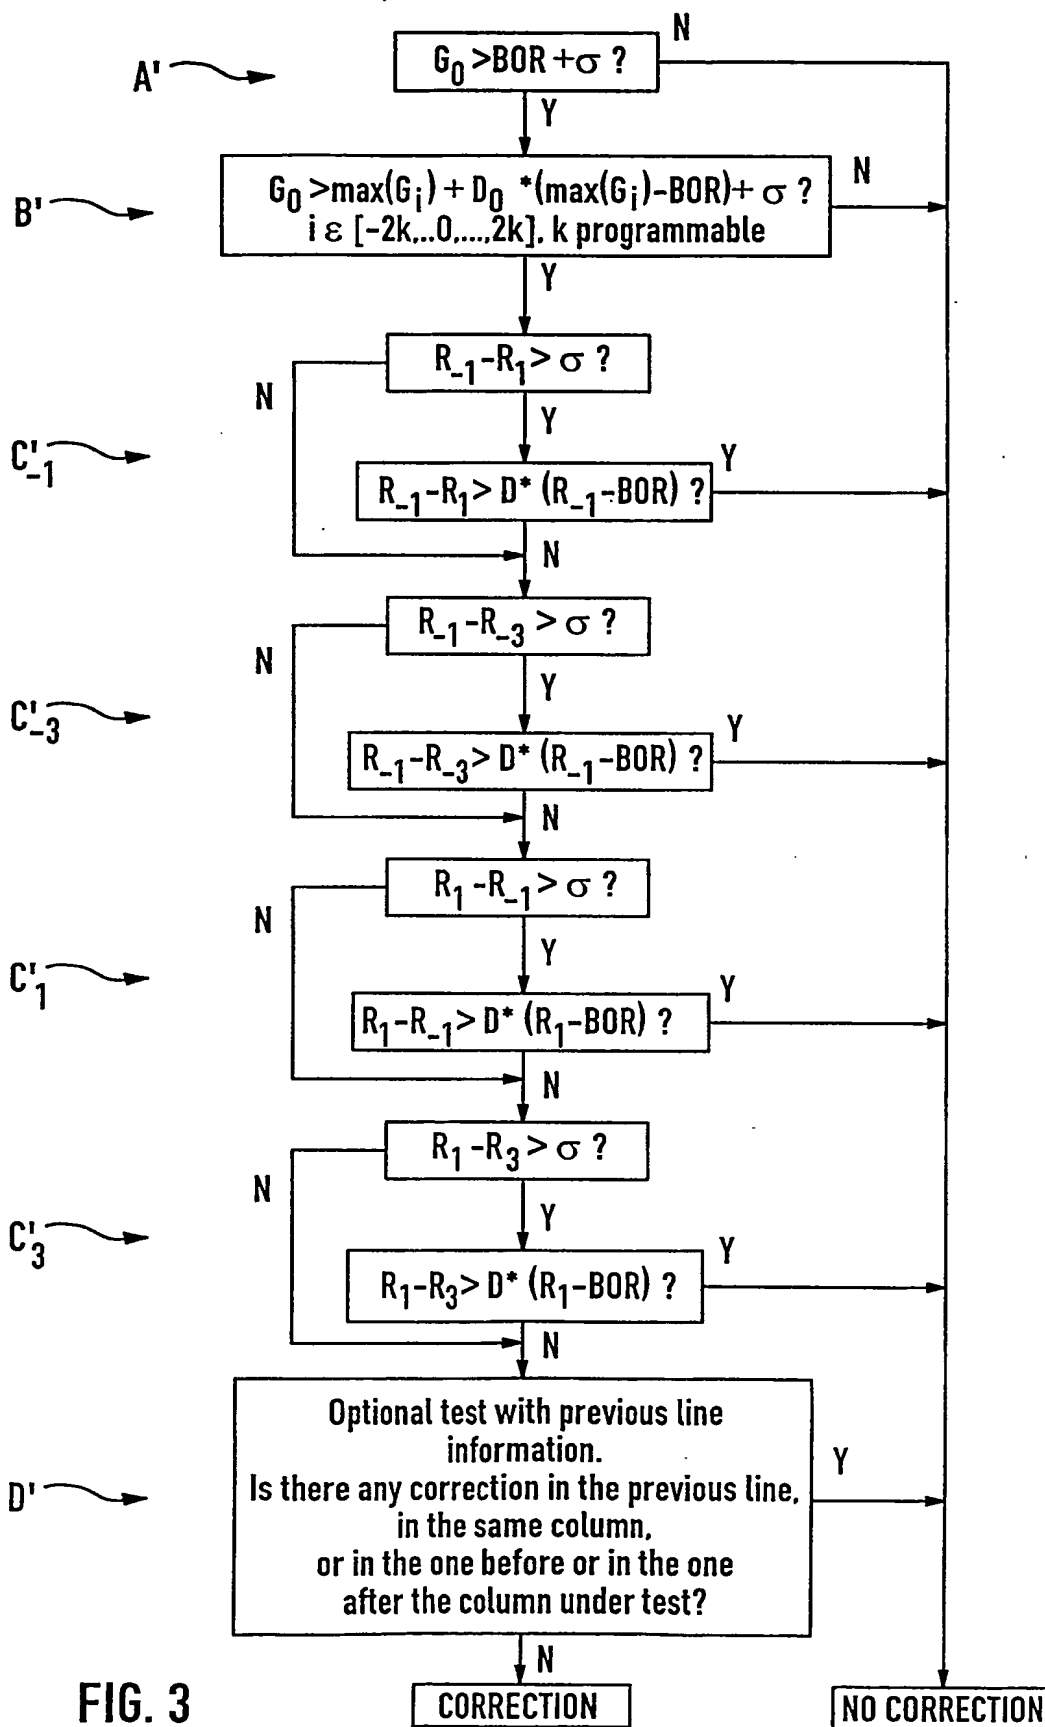 N
G0 >BOR +σ ?
A'
Y
G0 >max(Gi) + D0 *(max(Gi)-BOR)+ σ ?
i ε [-2k,..0,...,2k], k programmable
N
B'
Y
R-1 -R1 > σ ?
N
Y
C'-1
Y
R-1 -R1 > D* (R-1 -BOR) ?
N
R-1 -R-3 > σ ?
N
Y
C'-3
Y
R-1 -R-3 > D* (R-1 -BOR) ?
N
R1 -R-1 > σ ?
N
Y
C'1
Y
R1 -R-1 > D* (R1 -BOR) ?
N
R1 -R3 > σ ?
N
Y
C'3
Y
R1 -R3 > D* (R1 -BOR) ?
N
Optional test with previous line
information.
Is there any correction in the previous line,
in the same column,
or in the one before or in the one
after the column under test?
Y
D'
N
FIG. 3
CORRECTION
NO CORRECTION